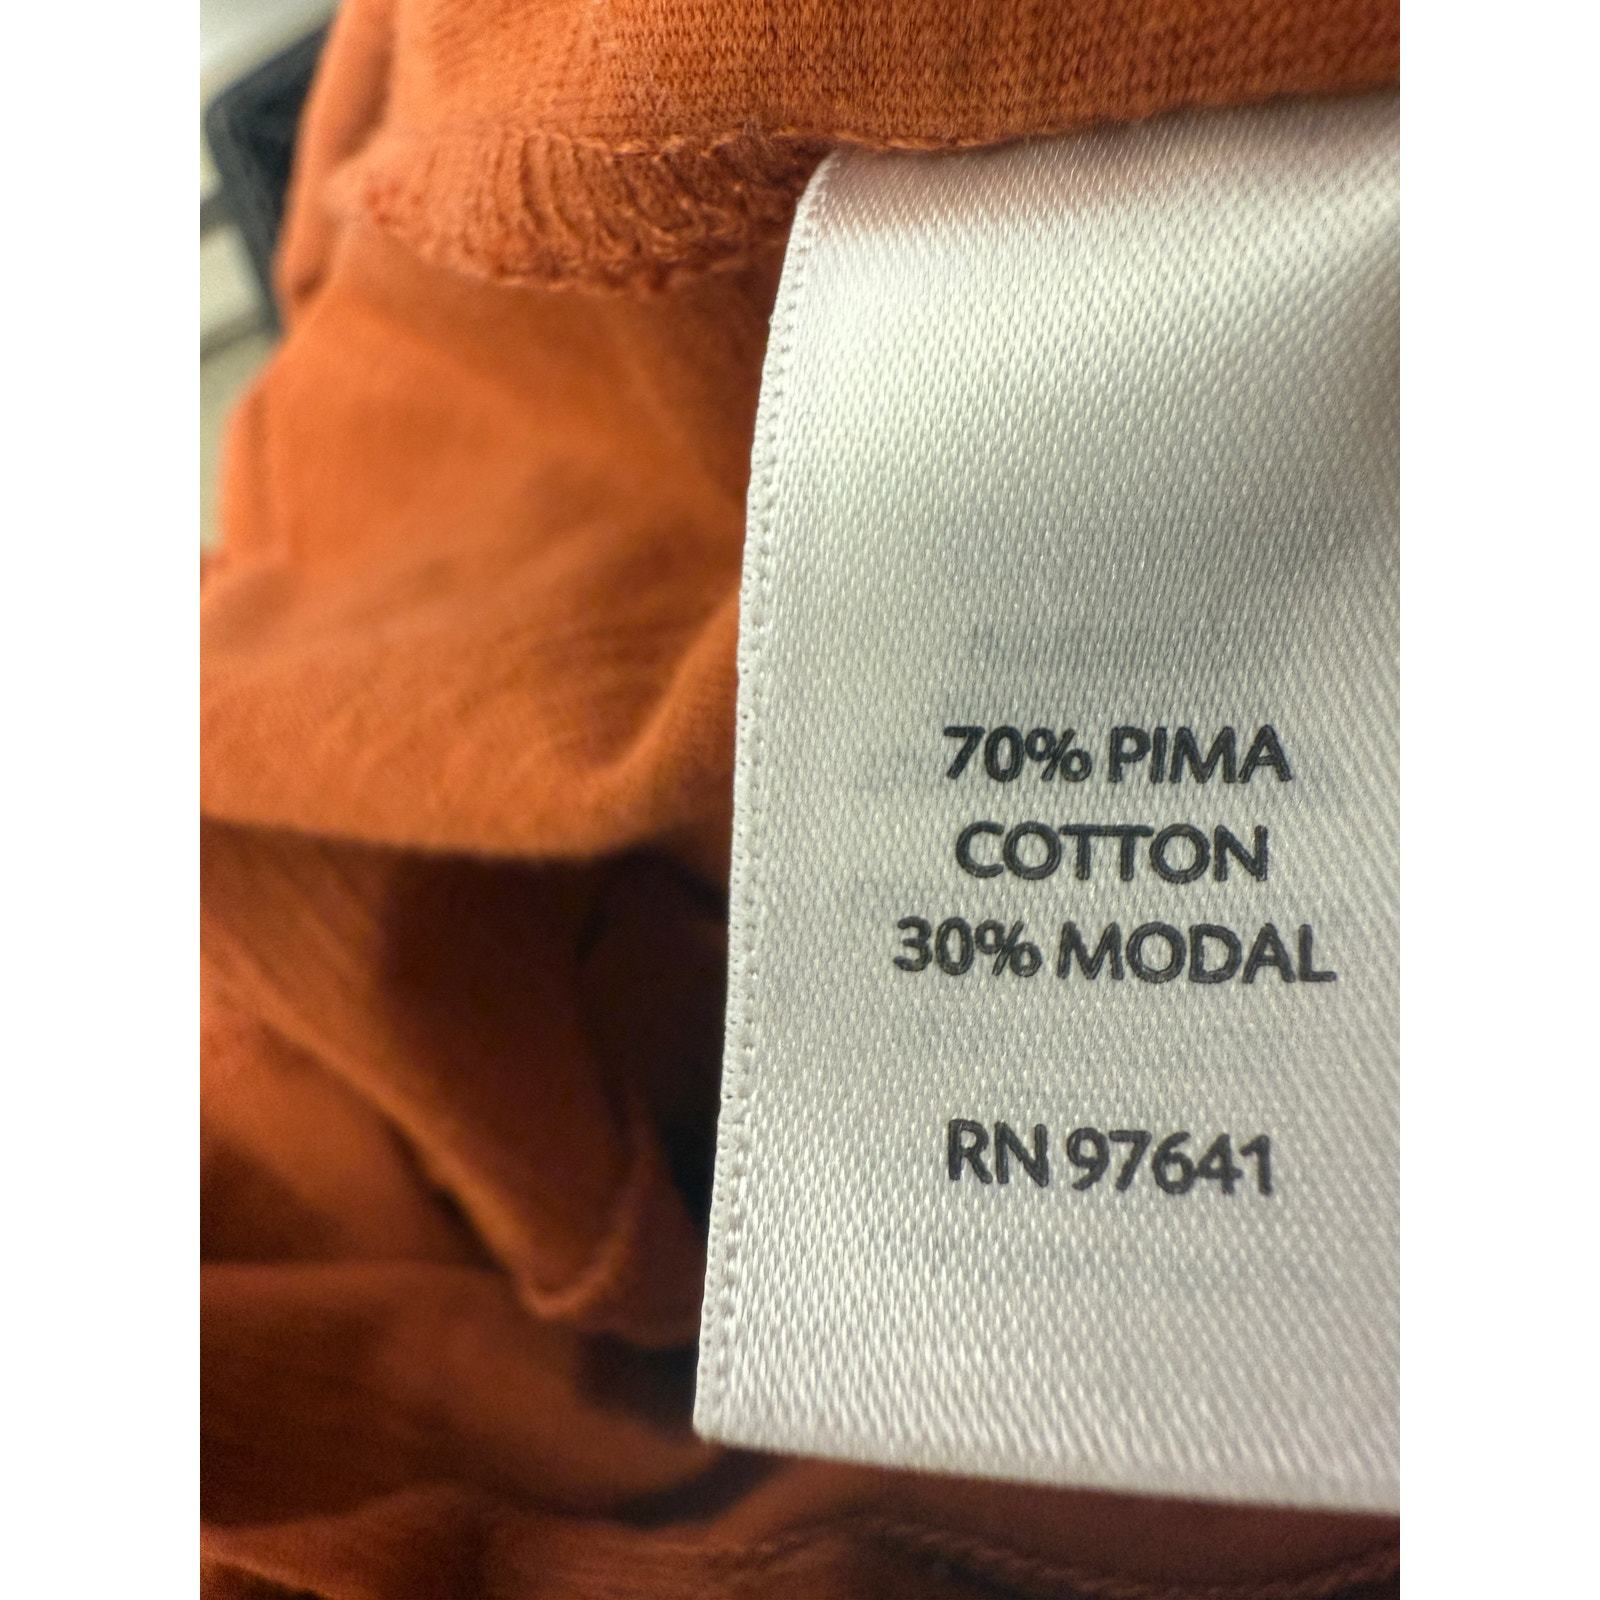 70% PIMA
COTTON
30% MODAL
RN 97641